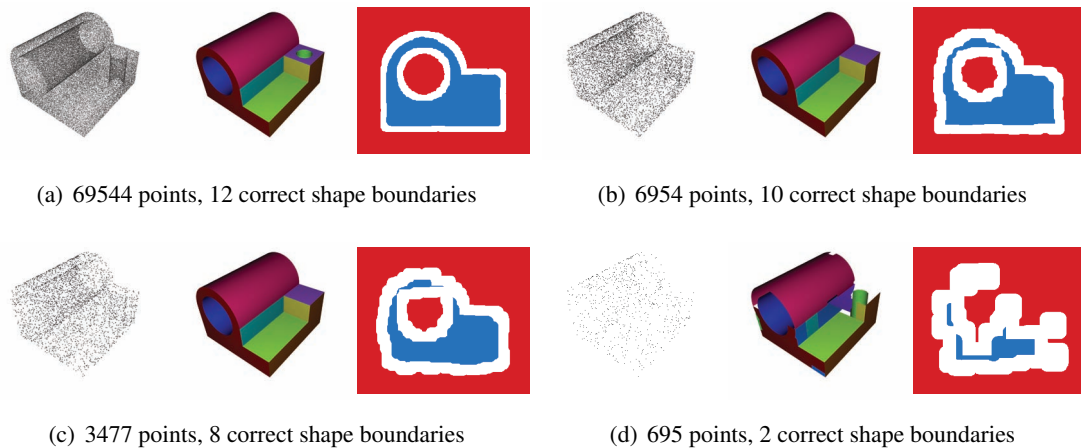 (a) 69544 points, 12 correct shape boundaries
(b) 6954 points, 10 correct shape boundaries
(c) 3477 points, 8 correct shape boundaries
(d) 695 points, 2 correct shape boundaries